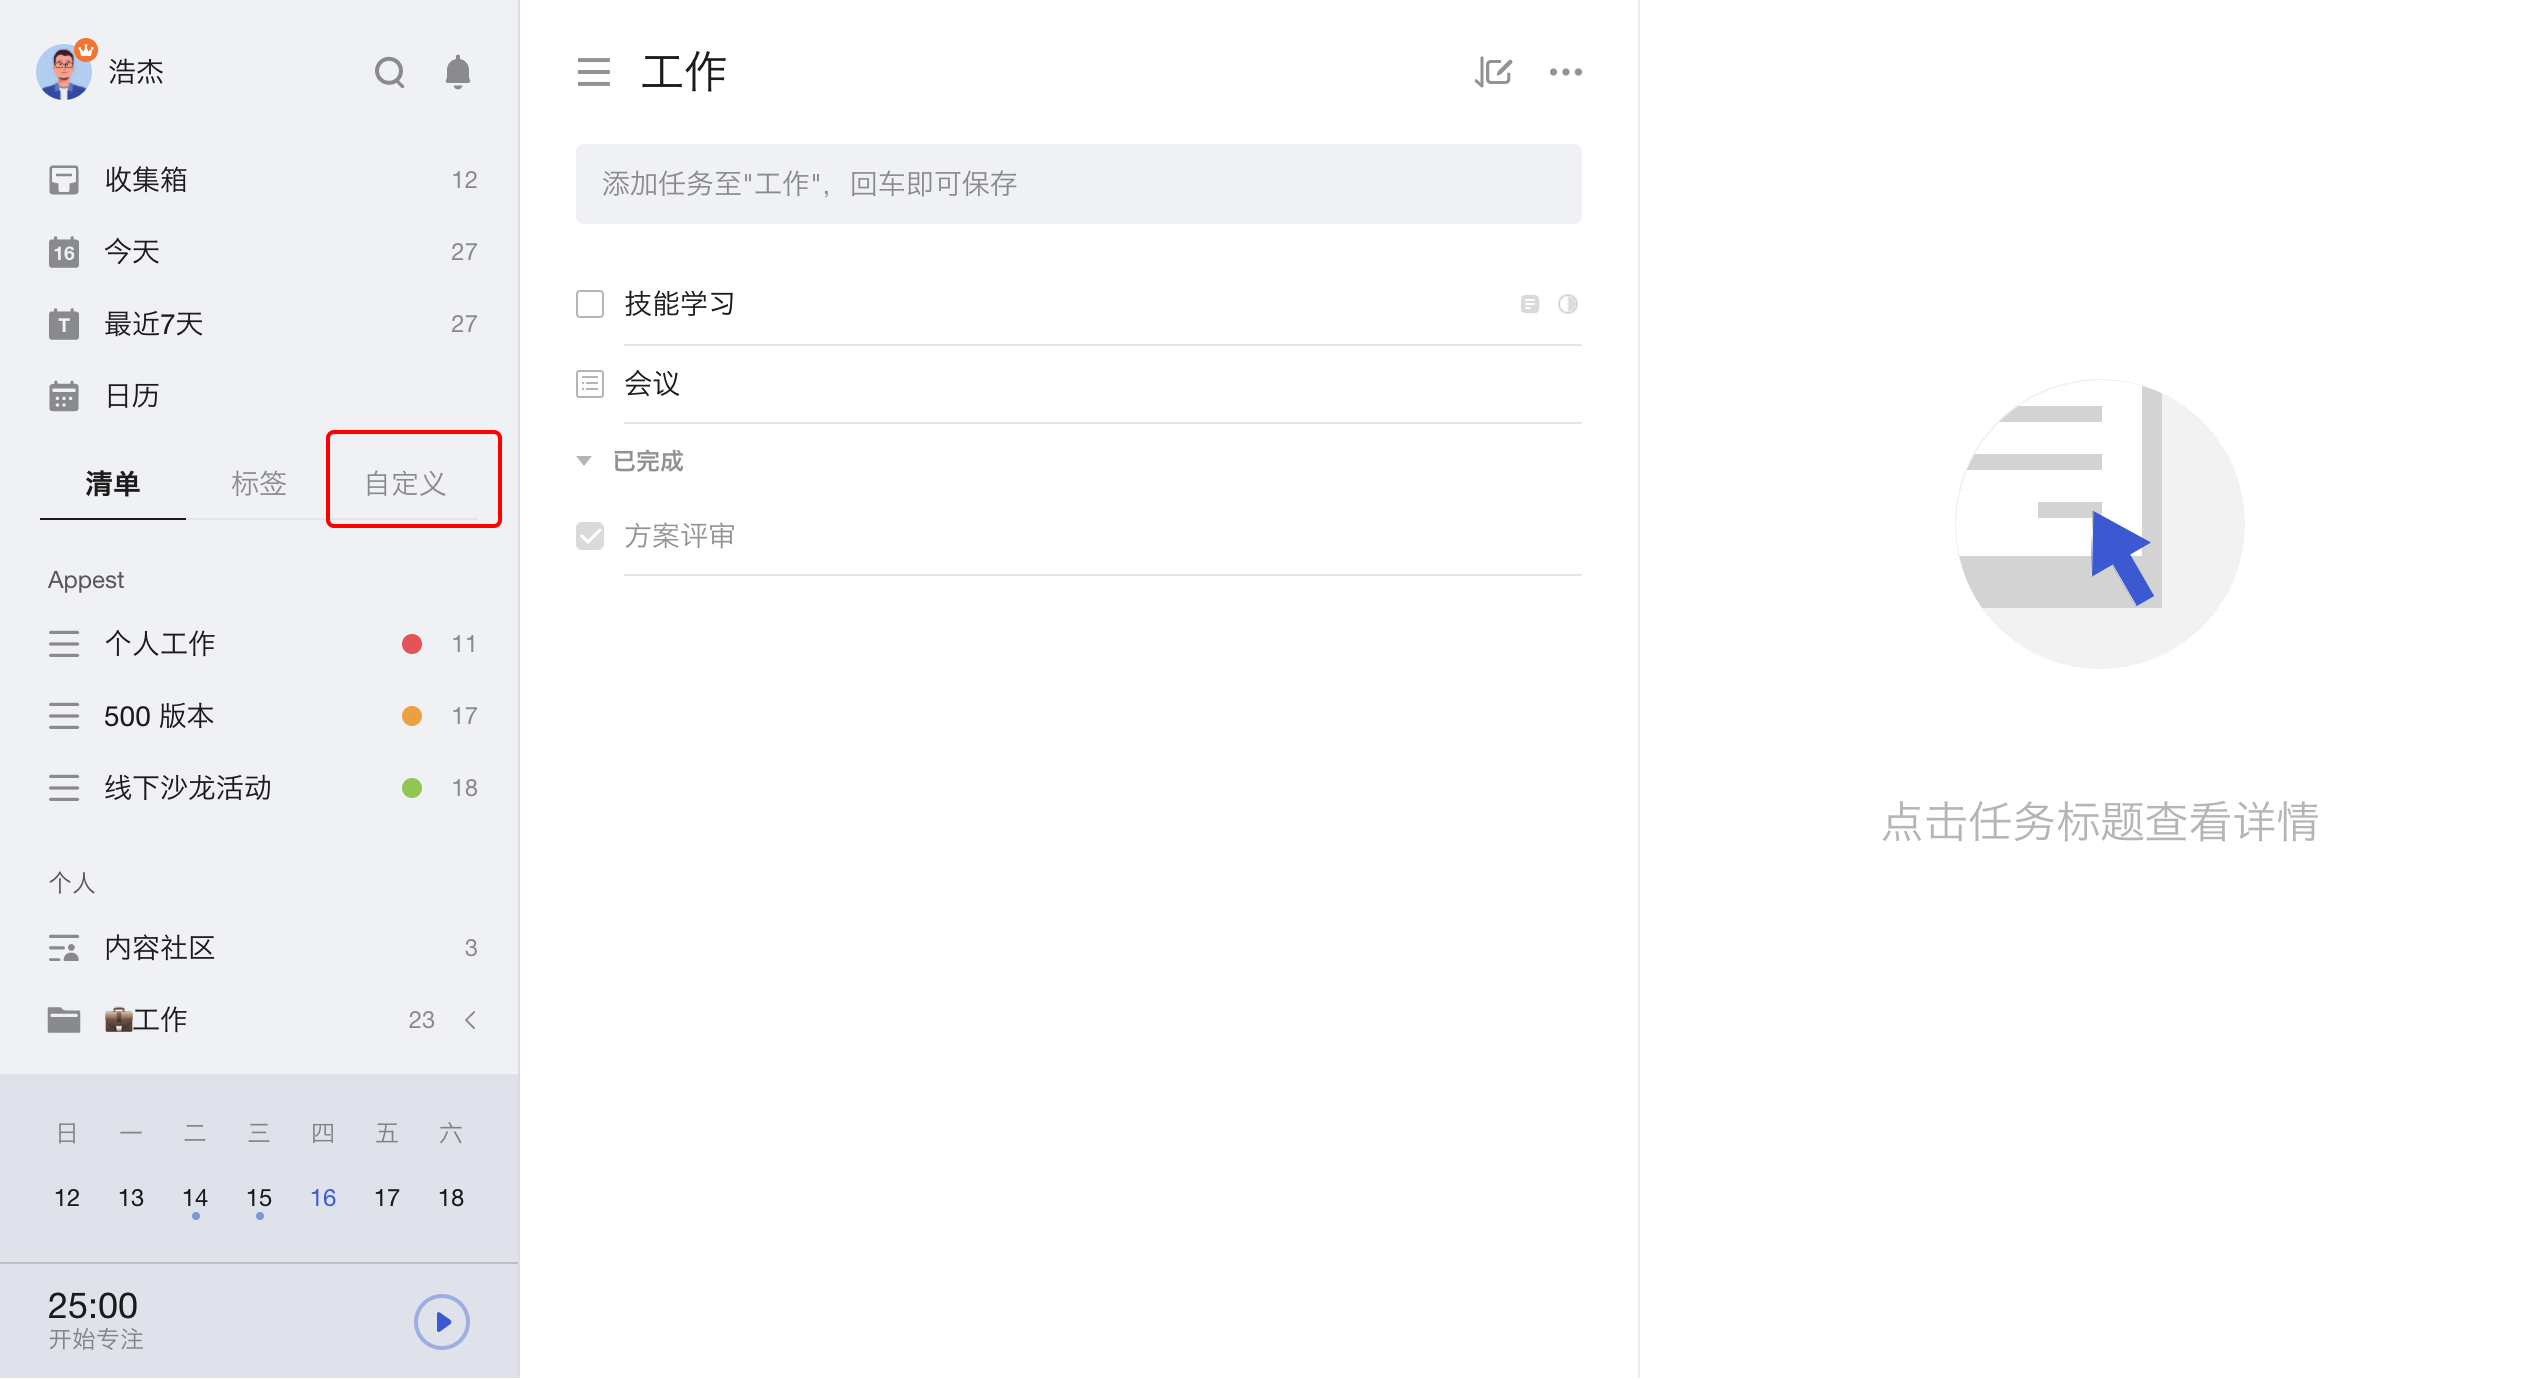 浩杰
收集箱 12
16 今天 27
T 最近7天 27
日历
清单 标签 自定义
Appest
个人工作 11
500 版本 17
线下沙龙活动 18
个人
内容社区 3
工作 23
日 一 二 三 四 五 六
12 13 14 15 16 17 18
25:00
开始专注
工作
添加任务至"工作"，回车即可保存
技能学习
会议
已完成
方案评审
点击任务标题查看详情